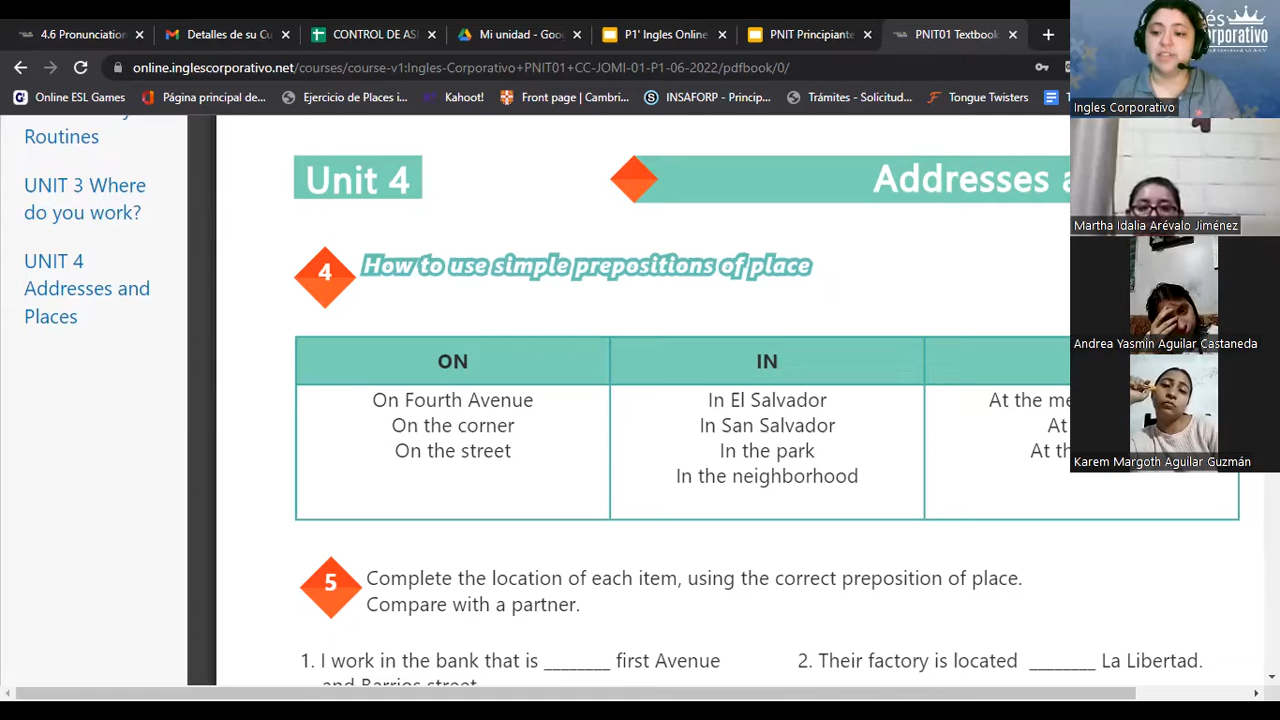 4.6 Pronunciation
Detalles de su Cu
CONTROL DE ASI
Mi unidad - Goo
P1' Ingles Online
PNIT Principiante
PNIT01 Textbook
online.inglescorporativo.net/courses/course-v1:Ingles-Corporativo+PNIT01+CC-JOMI-01-P1-06-2022/pdfbook/0/
Online ESL Games
Página principal de...
Ejercicio de Places i...
Kahoot!
Front page | Cambri...
INSAFORP - Princip...
Trámites - Solicitud...
Tongue Twisters
Routines
UNIT 3 Where
do you work?
UNIT 4
Addresses and
Places
Unit 4
Addresses a
4
How to use simple prepositions of place
ON
IN
On Fourth Avenue
On the corner
On the street
In El Salvador
In San Salvador
In the park
In the neighborhood
At the me
At
At th
5
Complete the location of each item, using the correct preposition of place.
Compare with a partner.
1. I work in the bank that is ________ first Avenue
and Barrios street
2. Their factory is located ________ La Libertad.
Corporativo
Ingles Corporativo
Martha Idalia Arévalo Jiménez
Andrea Yasmin Aguilar Castaneda
Karem Margoth Aguilar Guzmán